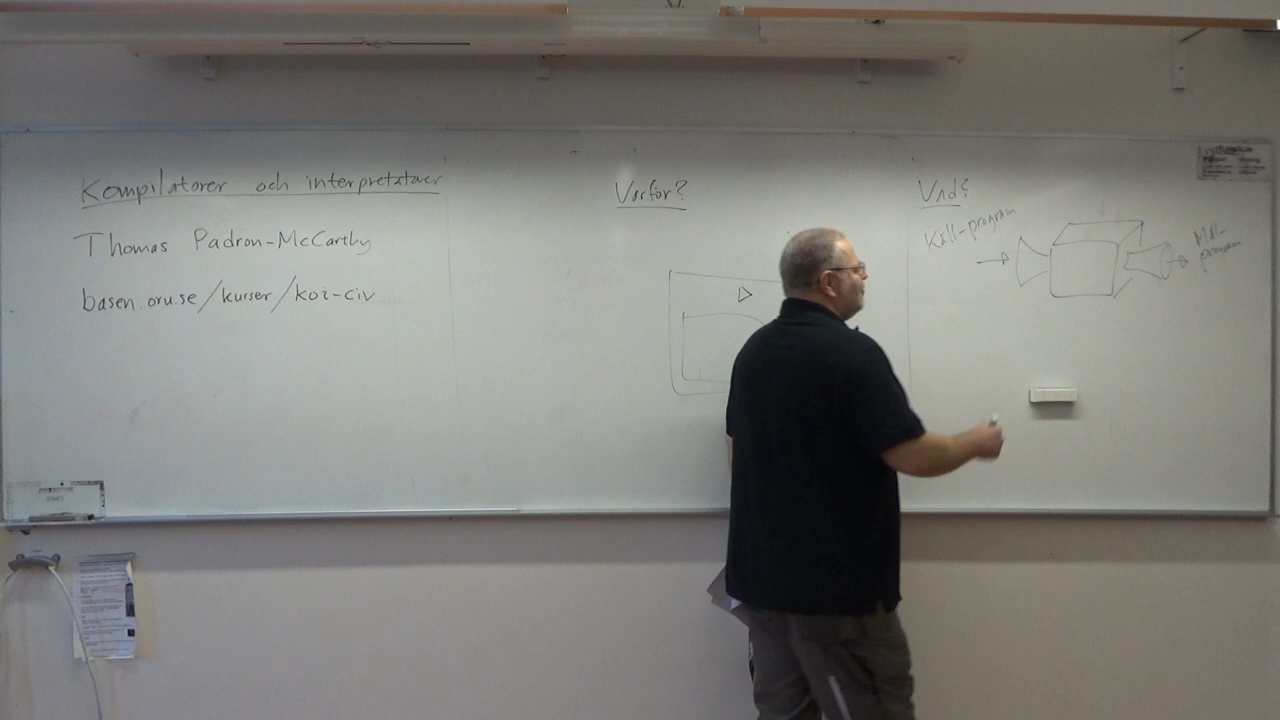 Kompilatorer och interpretatorer
Thomas Padron-McCarthy
basen.oru.se/kurser/koi-civ
Varför?
Vad?
Käll-program
Mål-
program